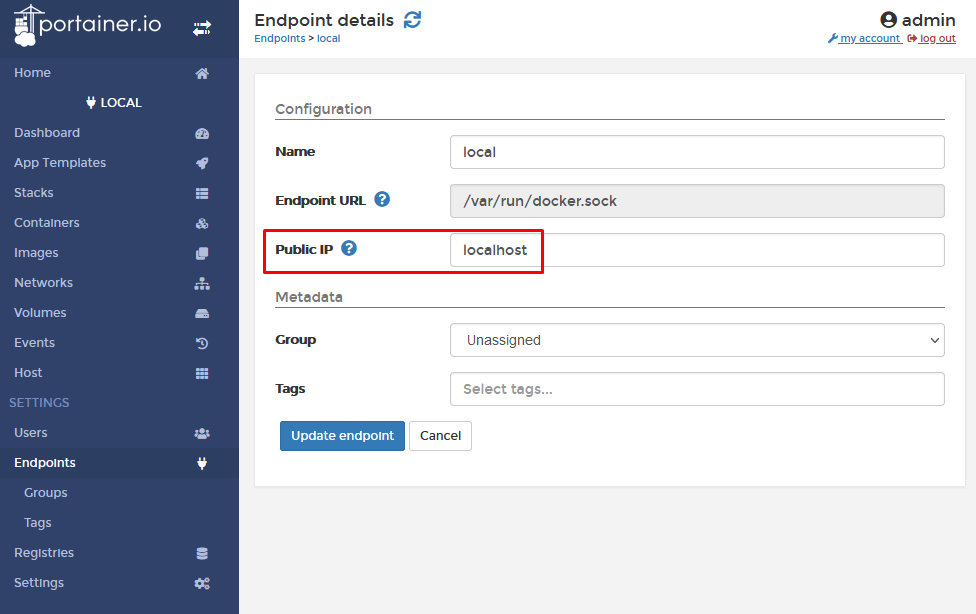 portainer.io
Home
LOCAL
Dashboard
App Templates
Stacks
Containers
Images
Networks
Volumes
Events
Host
SETTINGS
Users
Endpoints
Groups
Tags
Registries
Settings
Endpoint details
Endpoints > local
admin
my account log out
Configuration
Name local
Endpoint URL ? /var/run/docker.sock
Public IP ? localhost
Metadata
Group Unassigned
Tags Select tags...
Update endpoint Cancel